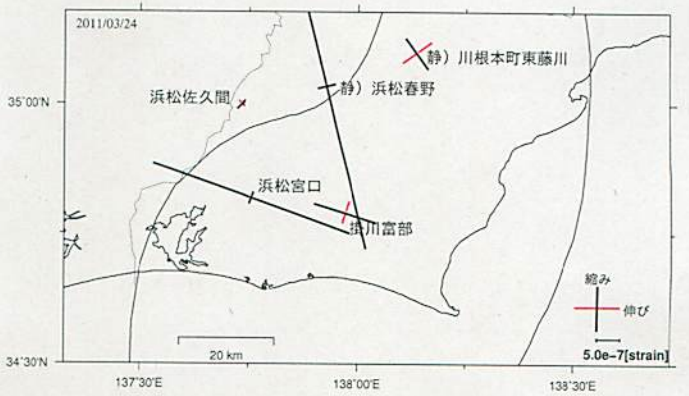 2011/03/24
静）川根本町東藤川
浜松佐久間
静）浜松春野
35°00'N
浜松宮口
掛川富部
縮み
伸び
20 km
5.0e-7[strain]
34°30'N
137°30'E
138°00'E
138°30'E